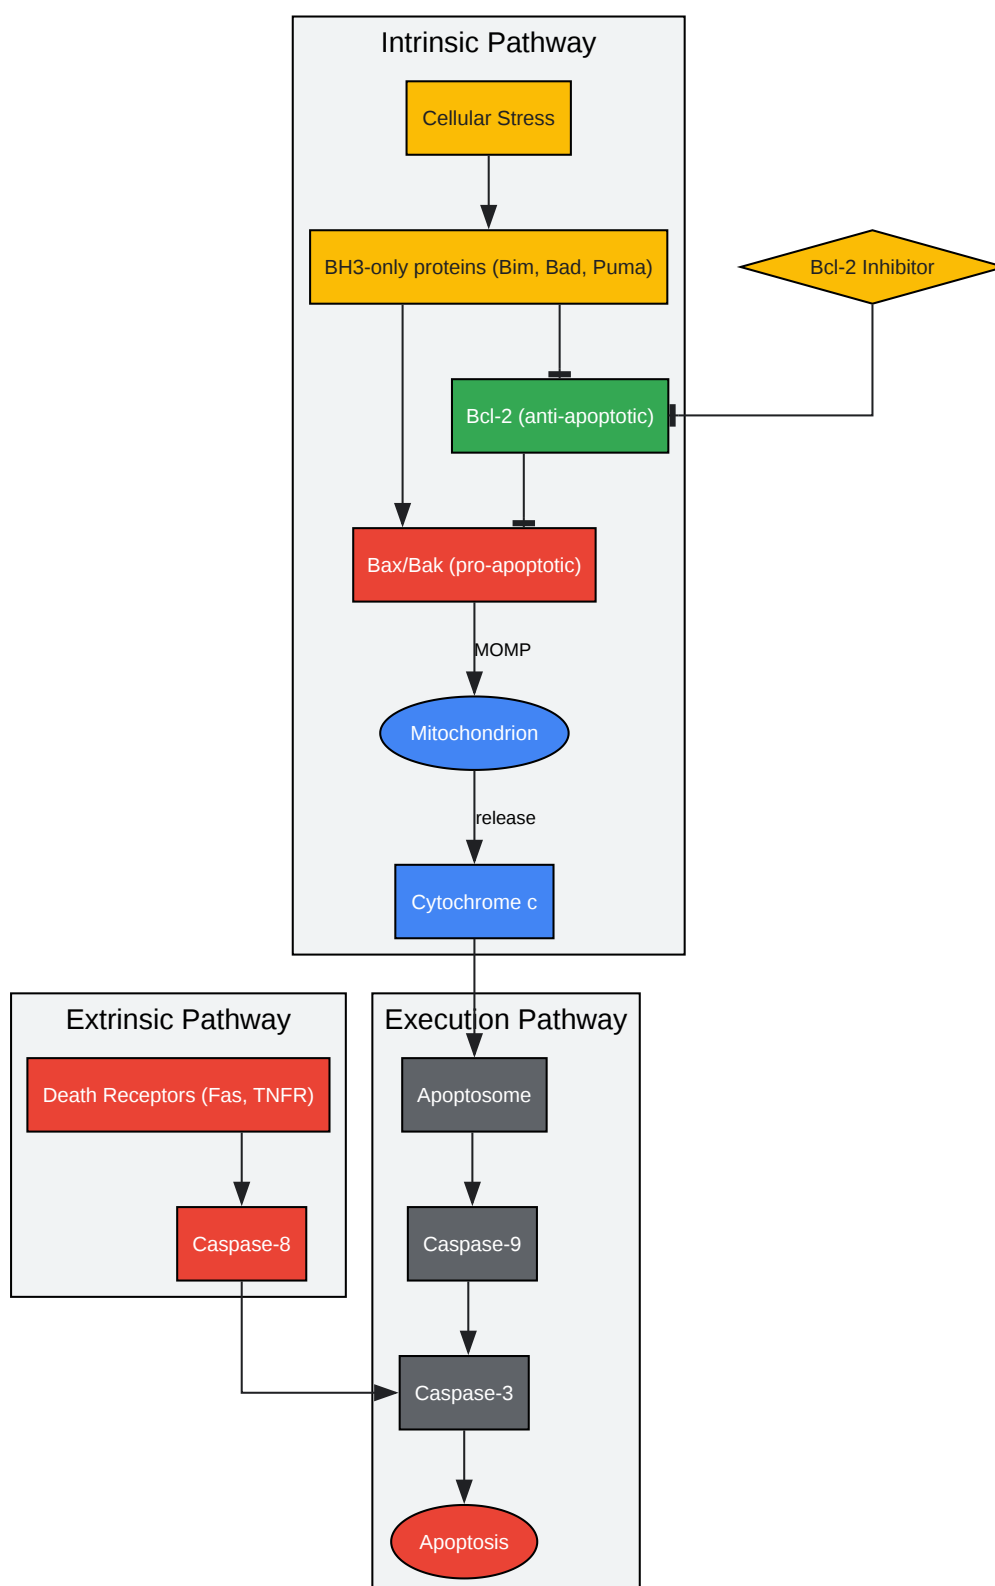 Intrinsic Pathway
Cellular Stress
BH3-only proteins (Bim, Bad, Puma)
Bcl-2 Inhibitor
Bcl-2 (anti-apoptotic)
Bax/Bak (pro-apoptotic)
MOMP
Mitochondrion
release
Cytochrome c
Extrinsic Pathway
Death Receptors (Fas, TNFR)
Caspase-8
Execution Pathway
Apoptosome
Caspase-9
Caspase-3
Apoptosis